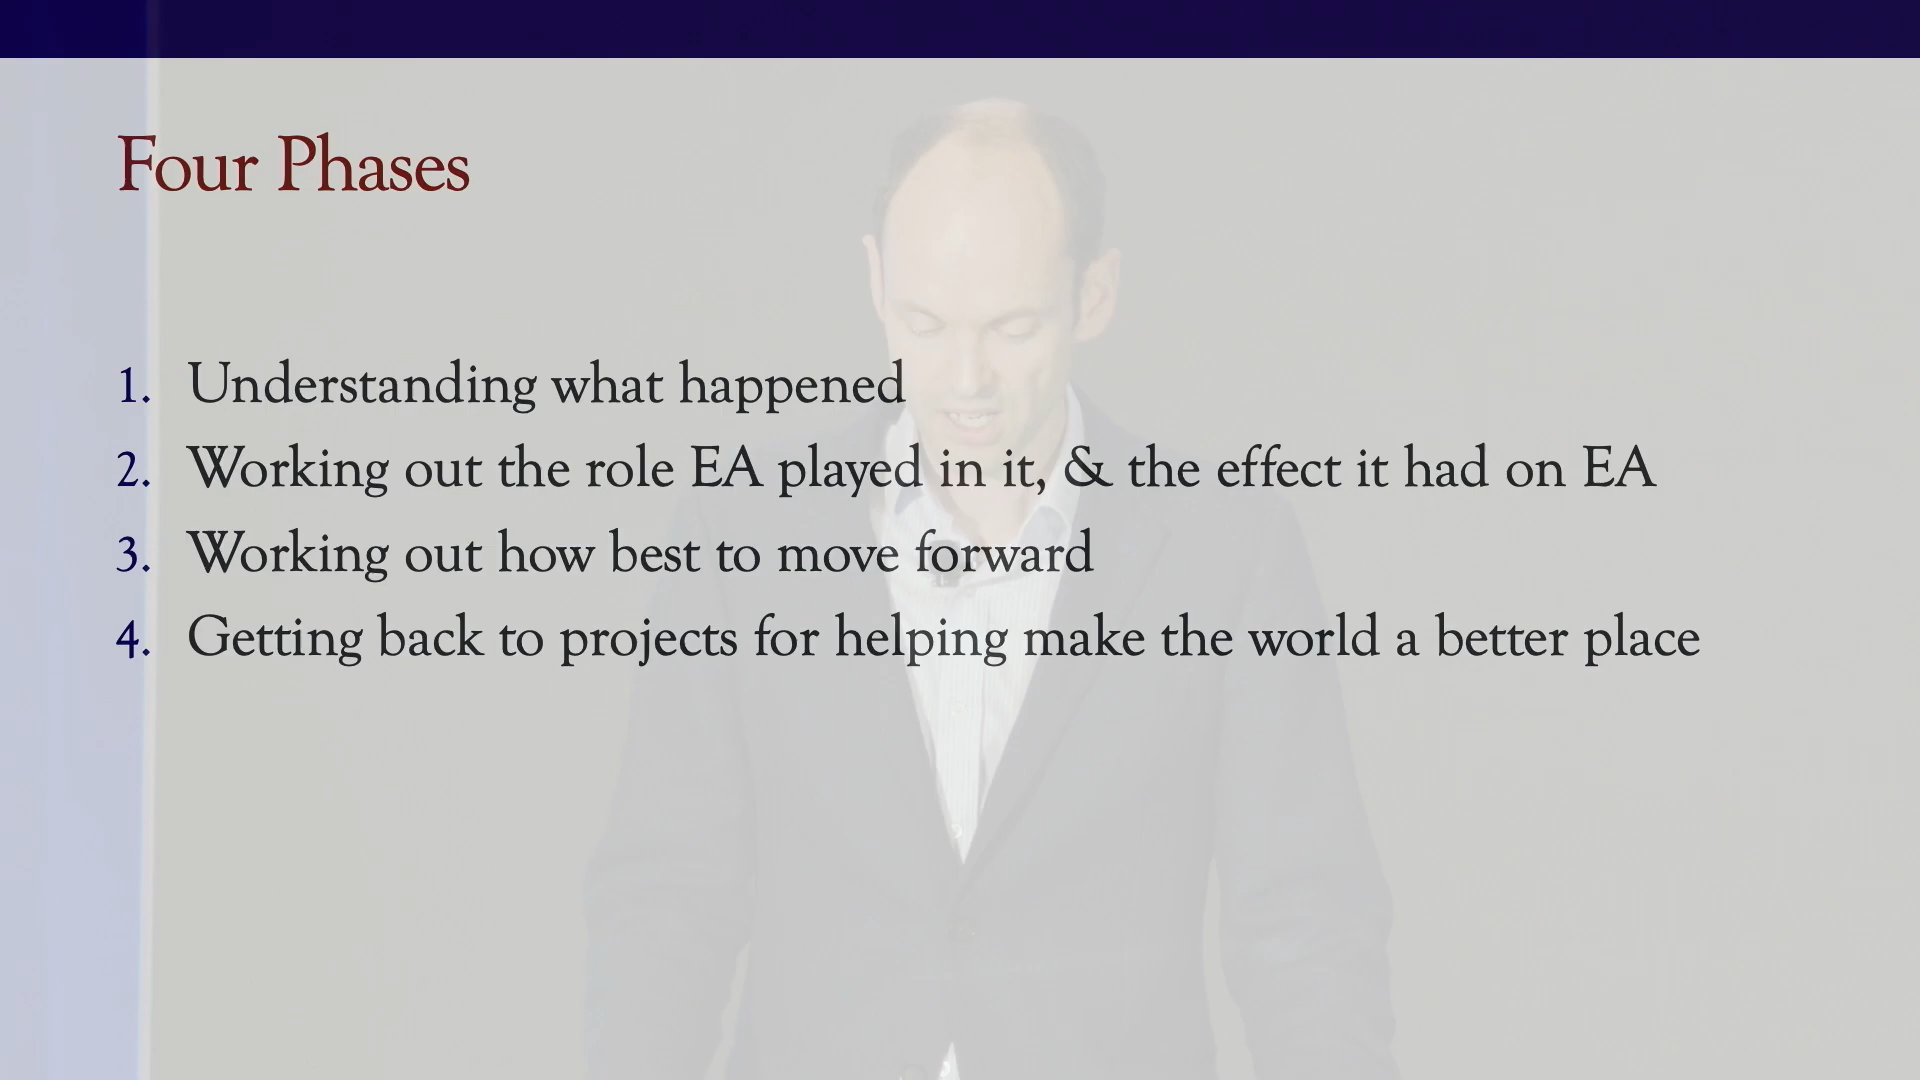 Four Phases
1. Understanding what happened
2. Working out the role EA played in it, & the effect it had on EA
3. Working out how best to move forward
4. Getting back to projects for helping make the world a better place